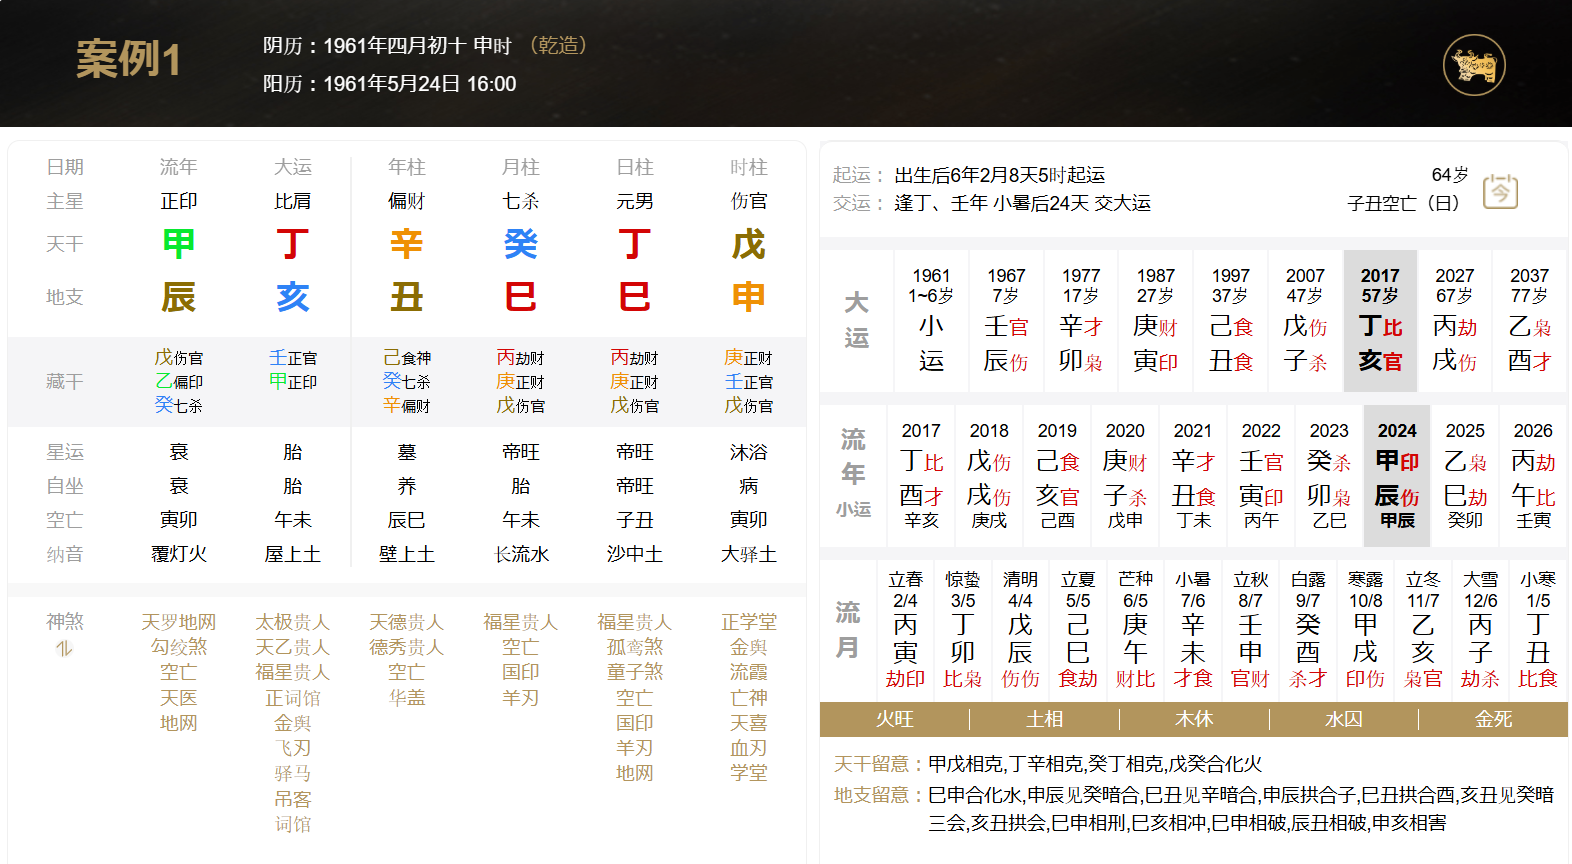 案例1
阴历：1961年四月初十 申时 （乾造）
阳历：1961年5月24日 16:00
日期 流年 大运 年柱 月柱 日柱 时柱
主星 正印 比肩 偏财 七杀 元男 伤官
天干 甲 丁 辛 癸 丁 戊
地支 辰 亥 丑 巳 巳 申
藏干
戊伤官 壬正官 己食神 丙劫财 丙劫财 庚正财
乙偏印 甲正印 癸七杀 庚正财 庚正财 壬正官
癸七杀 辛偏财 戊伤官 戊伤官 戊伤官
星运 衰 胎 墓 帝旺 帝旺 沐浴
自坐 衰 胎 养 胎 帝旺 病
空亡 寅卯 午未 辰巳 午未 子丑 寅卯
纳音 覆灯火 屋上土 壁上土 长流水 沙中土 大驿土
神煞 天罗地网 太极贵人 天德贵人 福星贵人 福星贵人 正学堂
勾绞煞 天乙贵人 德秀贵人 空亡 孤鸾煞 金舆
空亡 福星贵人 空亡 国印 童子煞 流霞
天医 正词馆 华盖 羊刃 空亡 亡神
地网 金舆 国印 天喜
飞刃 羊刃 血刃
驿马 地网 学堂
吊客
词馆
起运： 出生后6年2月8天5时起运 64岁
交运： 逢丁、壬年 小暑后24天 交大运 子丑空亡（日）
今
大运
1961 1967 1977 1987 1997 2007 2017 2027 2037
1~6岁 7岁 17岁 27岁 37岁 47岁 57岁 67岁 77岁
小 壬官 辛才 庚财 己食 戊伤 丁比 丙劫 乙枭
运 辰伤 卯枭 寅印 丑食 子杀 亥官 戌伤 酉才
流年
小运
2017 2018 2019 2020 2021 2022 2023 2024 2025 2026
丁比 戊伤 己食 庚财 辛才 壬官 癸杀 甲印 乙枭 丙劫
酉才 戌伤 亥官 子杀 丑食 寅印 卯枭 辰伤 巳劫 午比
辛亥 庚戌 己酉 戊申 丁未 丙午 乙巳 甲辰 癸卯 壬寅
流月
立春 惊蛰 清明 立夏 芒种 小暑 立秋 白露 寒露 立冬 大雪 小寒
2/4 3/5 4/4 5/5 6/5 7/6 8/7 9/7 10/8 11/7 12/6 1/5
丙 丁 戊 己 庚 辛 壬 癸 甲 乙 丙 丁
寅 卯 辰 巳 午 未 申 酉 戌 亥 子 丑
劫印 比枭 伤伤 食劫 财比 才食 官财 杀才 印伤 枭官 劫杀 比食
火旺 土相 木休 水囚 金死
天干留意：甲戊相克,丁辛相克,癸丁相克,戊癸合化火
地支留意：巳申合化水,申辰见癸暗合,巳丑见辛暗合,申辰拱合子,巳丑拱合酉,亥丑见癸暗
三会,亥丑拱会,巳申相刑,巳亥相冲,巳申相破,辰丑相破,申亥相害